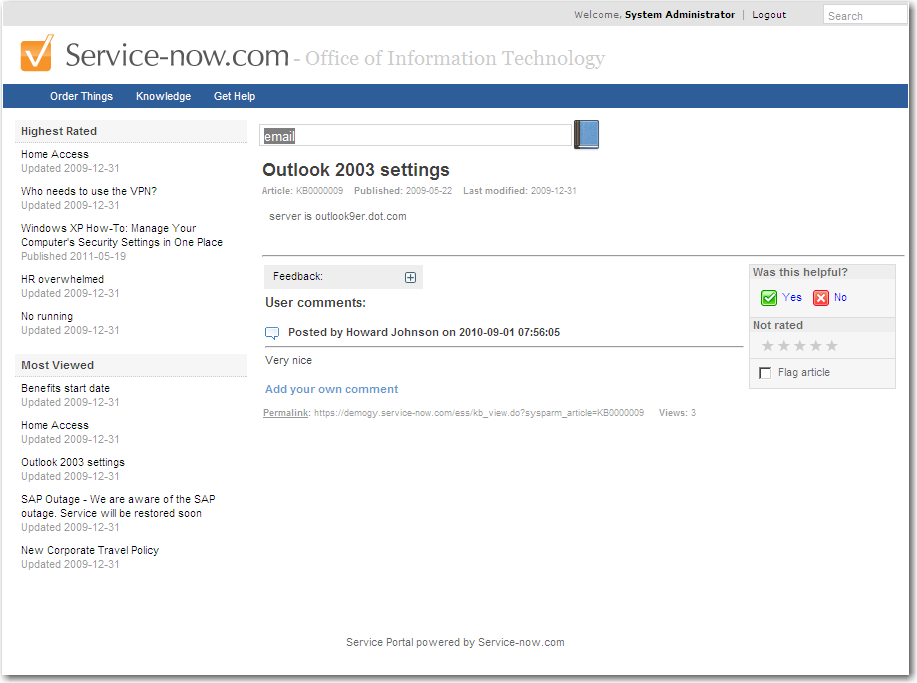 Welcome, System Administrator | Logout
Search
Service-now.com - Office of Information Technology
Order Things Knowledge Get Help
Highest Rated
Home Access
Updated 2009-12-31
Who needs to use the VPN?
Updated 2009-12-31
Windows XP How-To: Manage Your
Computer's Security Settings in One Place
Published 2011-05-19
HR overwhelmed
Updated 2009-12-31
No running
Updated 2009-12-31
Most Viewed
Benefits start date
Updated 2009-12-31
Home Access
Updated 2009-12-31
Outlook 2003 settings
Updated 2009-12-31
SAP Outage - We are aware of the SAP
outage. Service will be restored soon
Updated 2009-12-31
New Corporate Travel Policy
Updated 2009-12-31
email
Outlook 2003 settings
Article: KB0000009 Published: 2009-05-22 Last modified: 2009-12-31
server is outlook9er.dot.com
Feedback:
User comments:
Posted by Howard Johnson on 2010-09-01 07:56:05
Very nice
Add your own comment
Permalink: https://demogy.service-now.com/ess/kb_view.do?sysparm_article=KB0000009 Views: 3
Was this helpful?
Yes No
Not rated
Flag article
Service Portal powered by Service-now.com